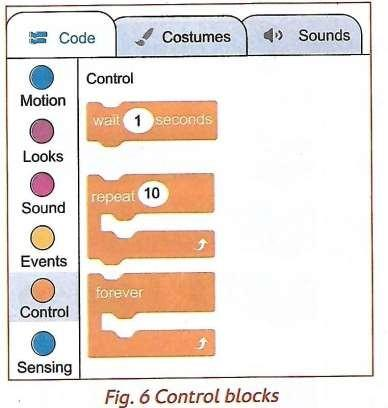 Code Costumes Sounds
Motion
Looks
Sound
Events
Control
Sensing
Control
wait 1 seconds
repeat 10
forever
Fig. 6 Control blocks